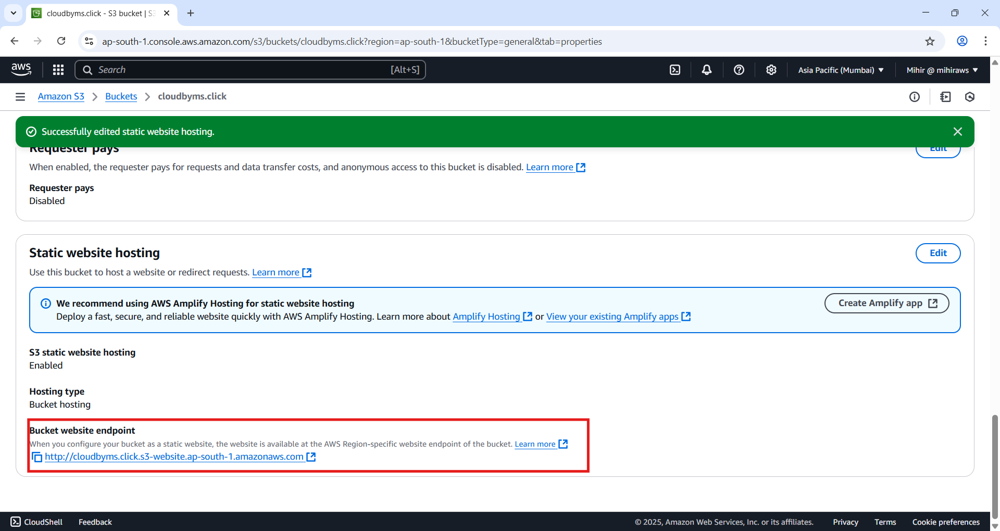 cloudbyms.click - S3 bucket | S3
ap-south-1.console.aws.amazon.com/s3/buckets/cloudbyms.click?region=ap-south-1&bucketType=general&tab=properties
aws
Search [Alt+S]
Asia Pacific (Mumbai)
Mihir @ mihiraws
Amazon S3 > Buckets > cloudbyms.click
Successfully edited static website hosting.
Requester pays
Edit
When enabled, the requester pays for requests and data transfer costs, and anonymous access to this bucket is disabled. Learn more
Requester pays
Disabled
Static website hosting
Edit
Use this bucket to host a website or redirect requests. Learn more
We recommend using AWS Amplify Hosting for static website hosting
Create Amplify app
Deploy a fast, secure, and reliable website quickly with AWS Amplify Hosting. Learn more about Amplify Hosting or View your existing Amplify apps
S3 static website hosting
Enabled
Hosting type
Bucket hosting
Bucket website endpoint
When you configure your bucket as a static website, the website is available at the AWS Region-specific website endpoint of the bucket. Learn more
http://cloudbyms.click.s3-website.ap-south-1.amazonaws.com
CloudShell Feedback © 2025, Amazon Web Services, Inc. or its affiliates. Privacy Terms Cookie preferences